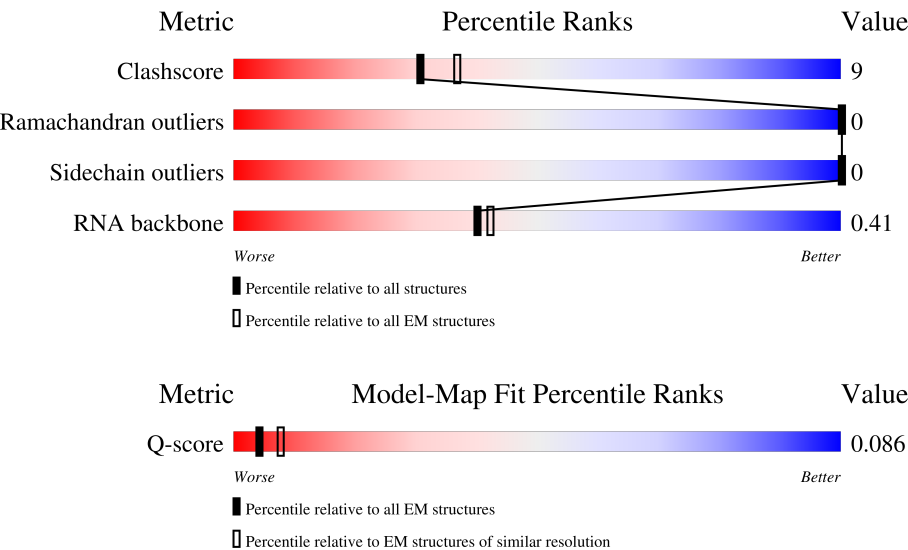 Metric Percentile Ranks Value
Clashscore 9
Ramachandran outliers 0
Sidechain outliers 0
RNA backbone 0.41
Worse Better
Percentile relative to all structures
Percentile relative to all EM structures
Metric Model-Map Fit Percentile Ranks Value
Q-score 0.086
Worse Better
Percentile relative to all EM structures
Percentile relative to EM structures of similar resolution